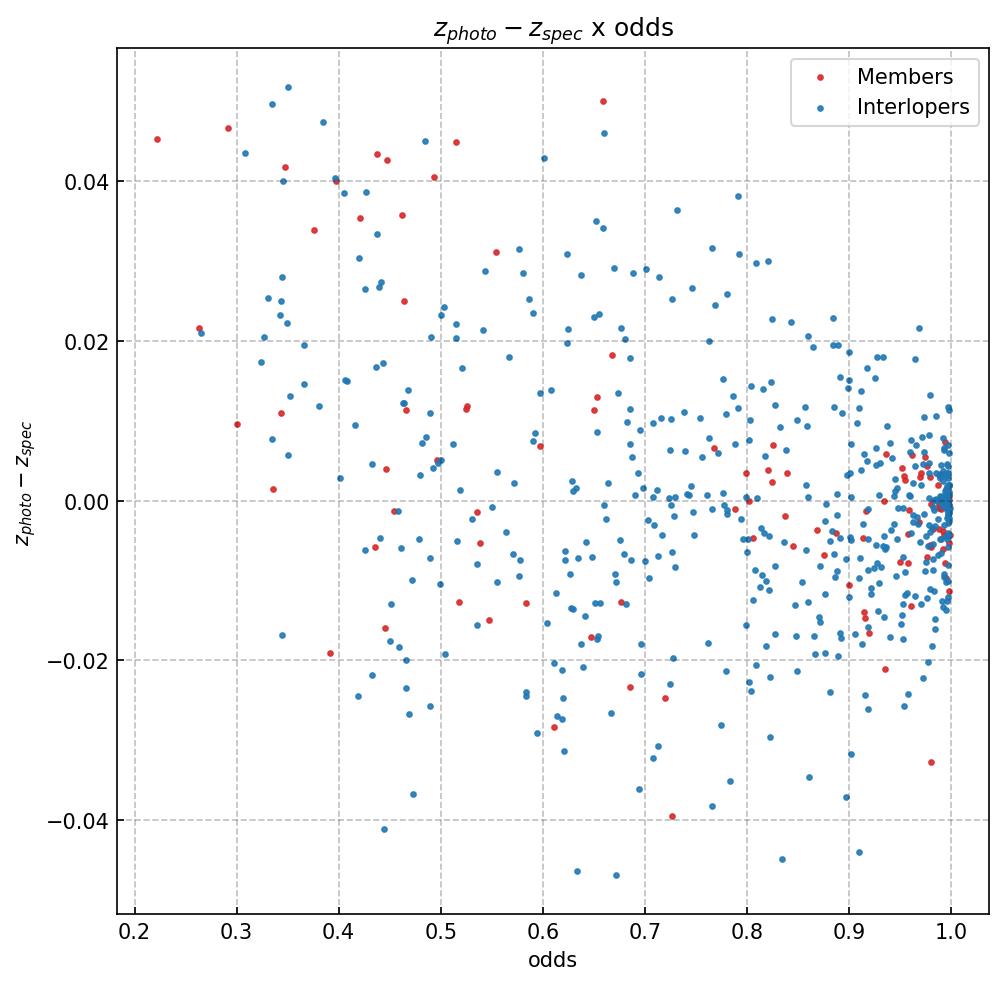 z_photo − z_spec x odds
Members
Interlopers
z_photo − z_spec
0.04
0.02
0.00
−0.02
−0.04
0.2 0.3 0.4 0.5 0.6 0.7 0.8 0.9 1.0
odds